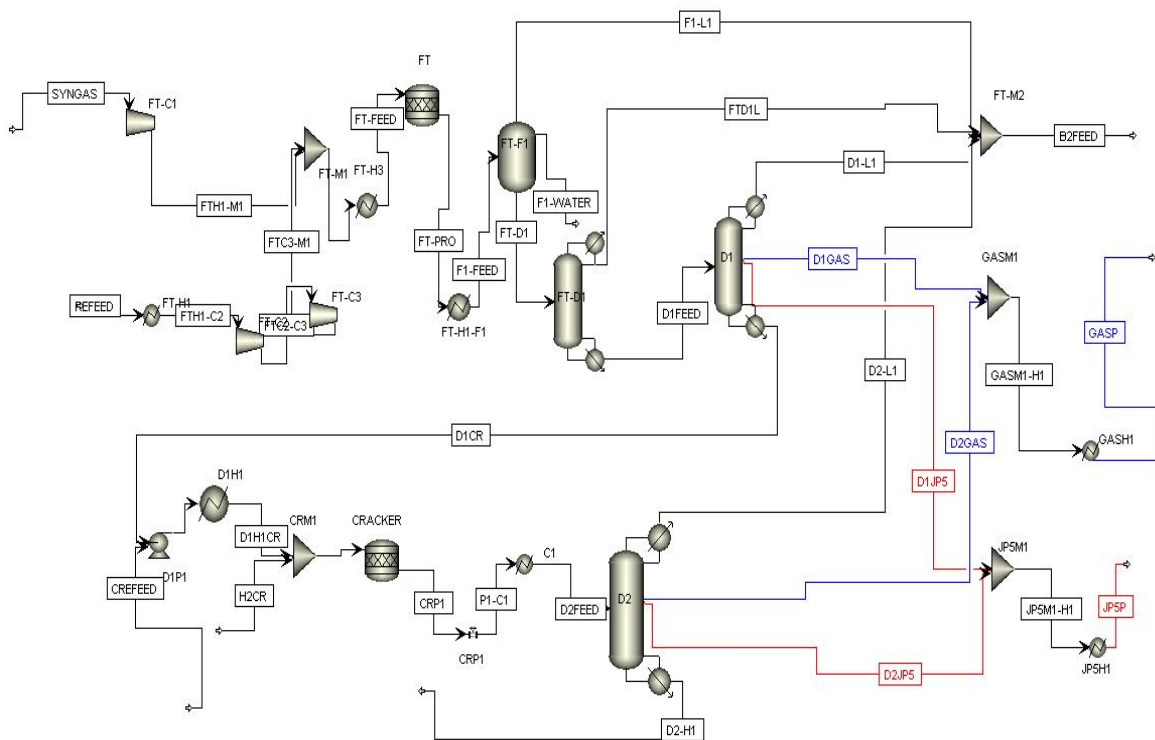 F1-L1
FT
SYNGAS
FT-C1
FT-FEED
FTD1L
FT-M2
B2FEED
FT-F1
D1-L1
FT-H3
FT-M1
F1-WATER
FTH1-M1
FT-D1
FTC3-M1
FT-PRO
F1-FEED
D1
D1GAS
GASM1
REFEED
FT-H1
FTH1-C2
FT-C3
FT-C2
FTC2-C3
FT-H1-F1
FT-D1
D1FEED
GASP
D2-L1
GASM1-H1
D1CR
D2GAS
GASH1
D1H1
D1JP5
D1H1CR
CRM1
CRACKER
JP5M1
D1P1
C1
CREFEED
H2CR
CRP1
P1-C1
D2FEED
D2
JP5M1-H1
JP5P
CRP1
D2JP5
JP5H1
D2-H1